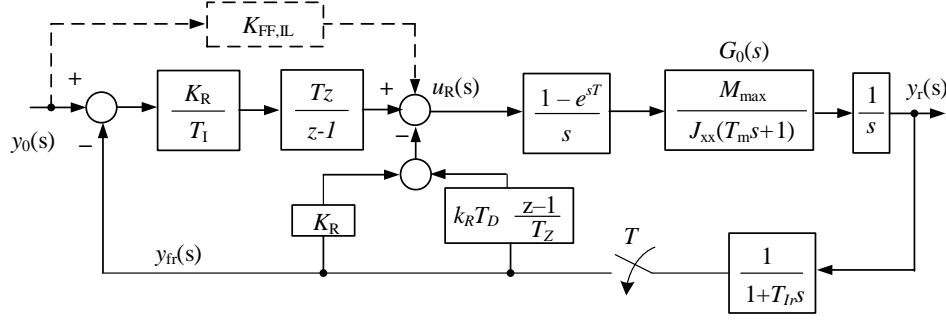 K_FF,IL
G_0(s)
y_0(s)
+
−
K_R
T_I
Tz
z-1
+
−
u_R(s)
1 − e^sT
s
M_max
J_xx(T_m s+1)
1
s
y_r(s)
K_R
k_R T_D z−1
T_Z
y_fr(s)
T
1
1+T_Ir s